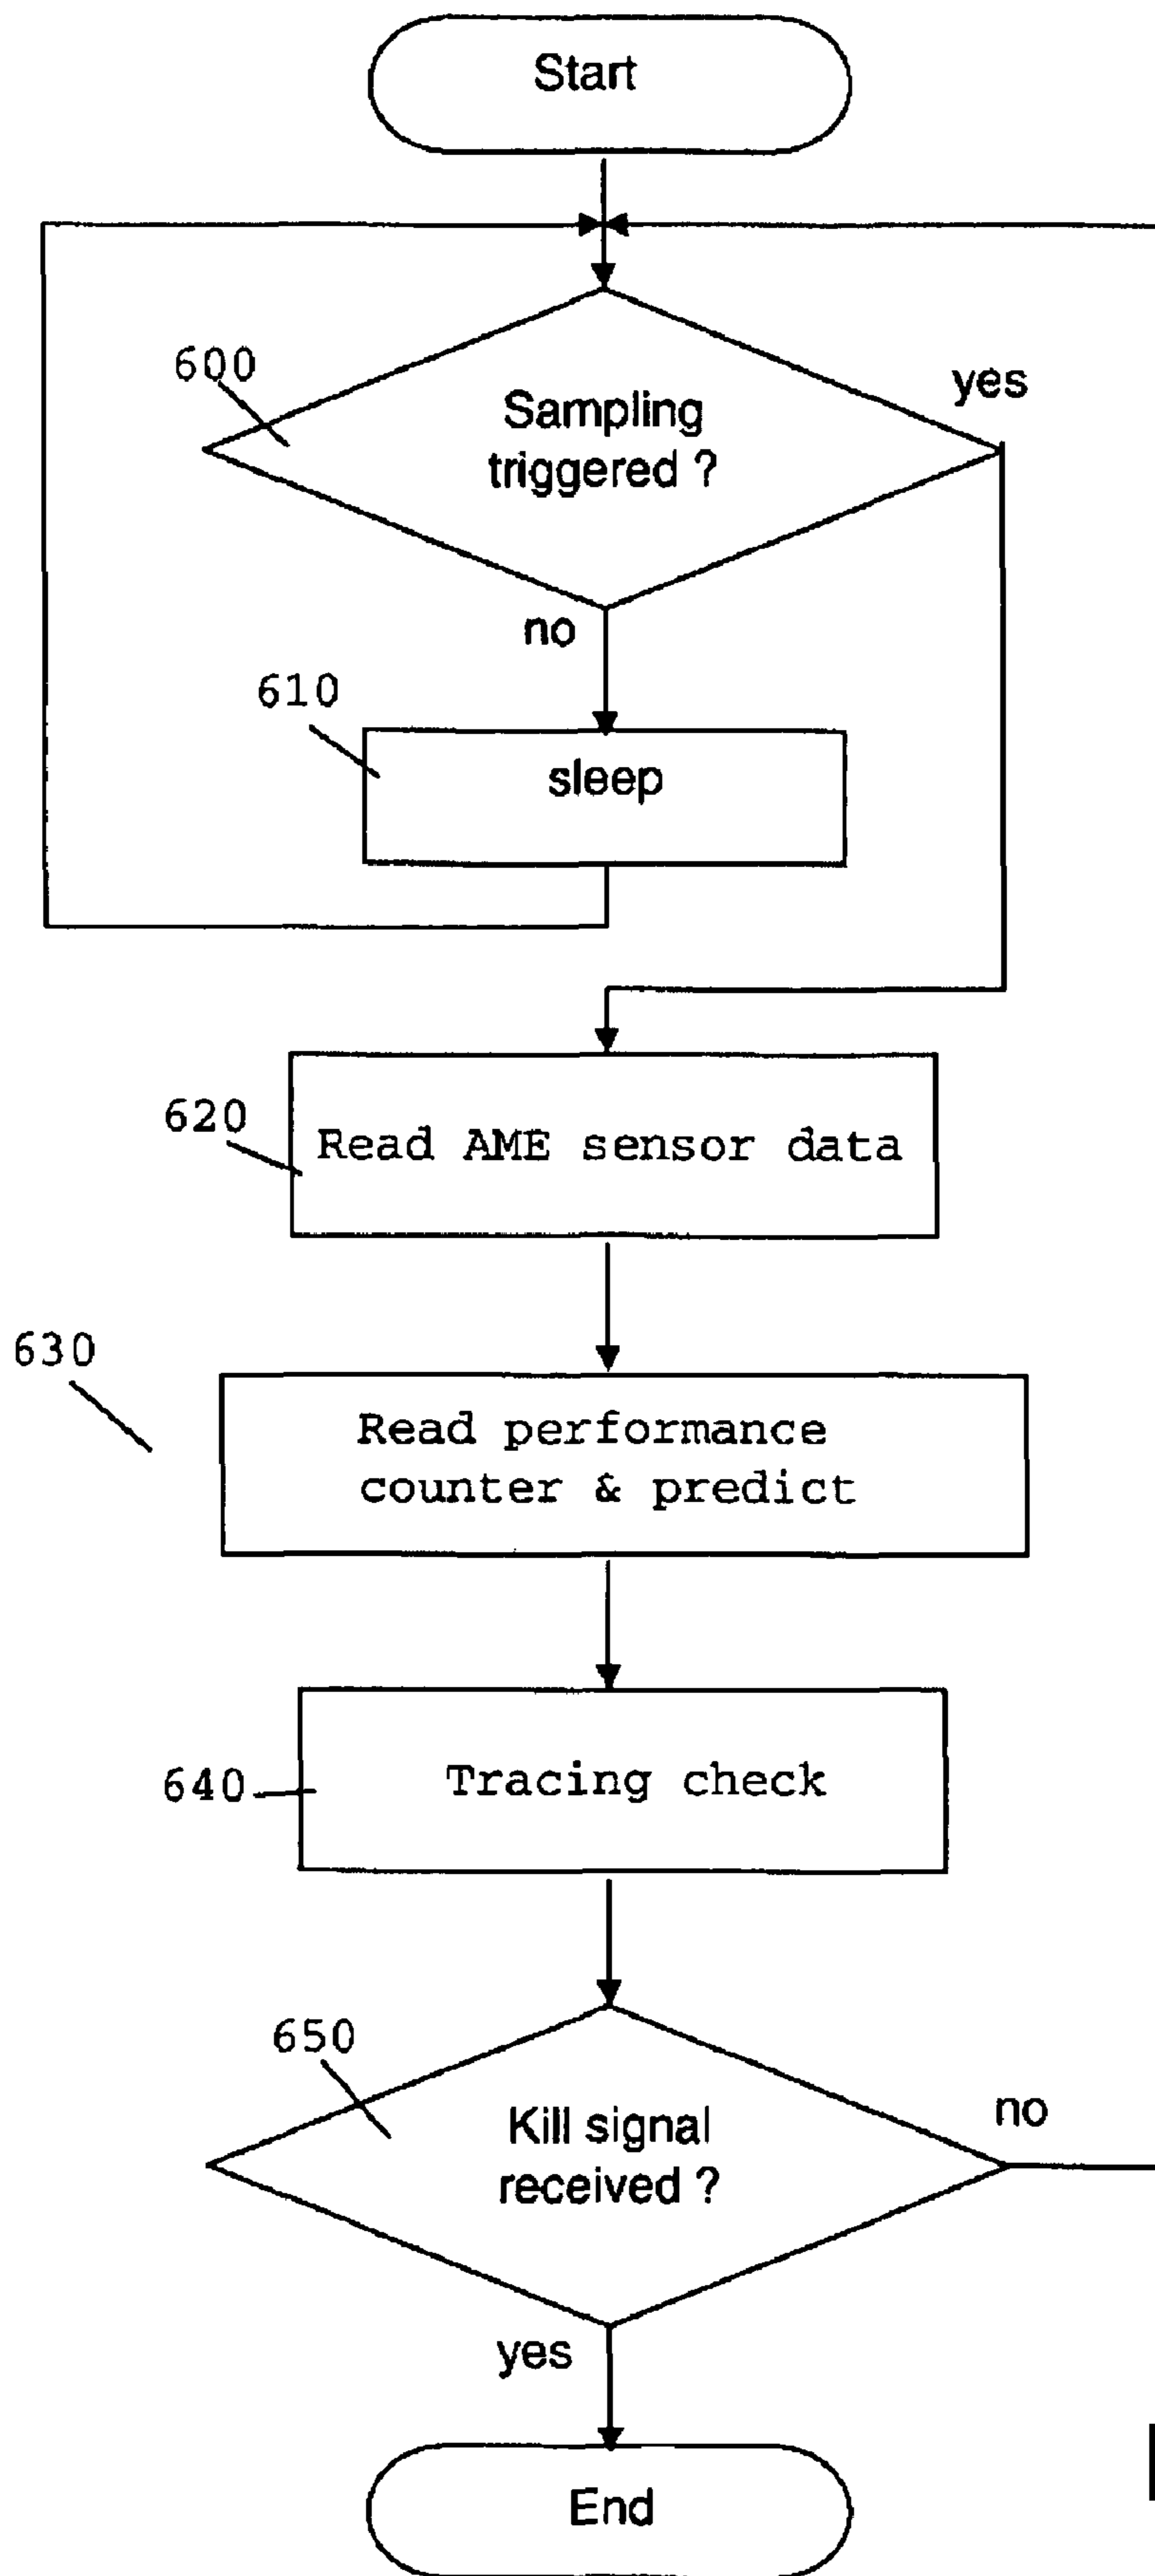 Start
600
Sampling
triggered ?
yes
no
610
sleep
620
Read AME sensor data
630
Read performance
counter & predict
640
Tracing check
650
Kill signal
received ?
no
yes
End